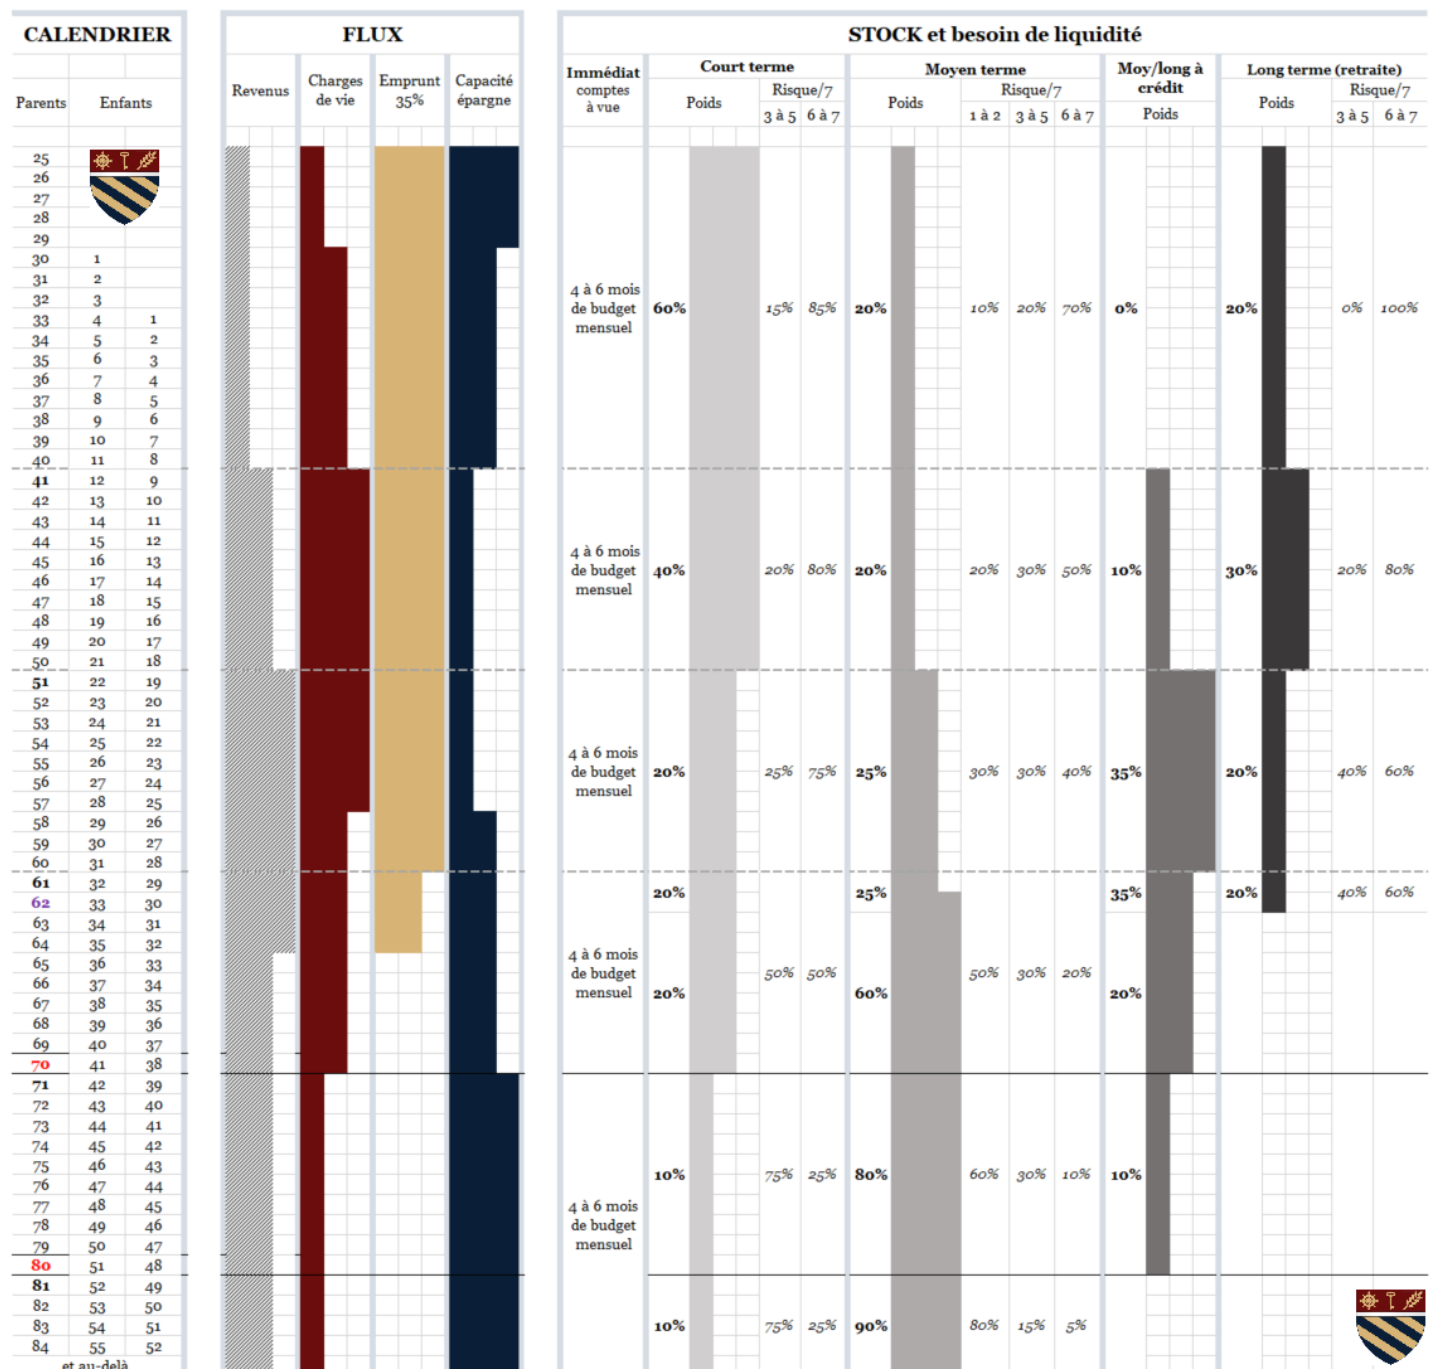 CALENDRIER FLUX STOCK et besoin de liquidité
Parents Enfants
Revenus Charges de vie Emprunt 35% Capacité épargne
Immédiat comptes à vue
Court terme Moyen terme Moy/long à crédit Long terme (retraite)
Poids Risque/7 Poids Risque/7 Poids Poids Risque/7
3 à 5 6 à 7 1 à 2 3 à 5 6 à 7 3 à 5 6 à 7
25
26
27
28
29
30 1
31 2
32 3
33 4 1
34 5 2
35 6 3
36 7 4
37 8 5
38 9 6
39 10 7
40 11 8
4 à 6 mois de budget mensuel 60% 15% 85% 20% 10% 20% 70% 0% 20% 0% 100%
41 12 9
42 13 10
43 14 11
44 15 12
45 16 13
46 17 14
47 18 15
48 19 16
49 20 17
50 21 18
4 à 6 mois de budget mensuel 40% 20% 80% 20% 20% 30% 50% 10% 30% 20% 80%
51 22 19
52 23 20
53 24 21
54 25 22
55 26 23
56 27 24
57 28 25
58 29 26
59 30 27
60 31 28
4 à 6 mois de budget mensuel 20% 25% 75% 25% 30% 30% 40% 35% 20% 40% 60%
61 32 29
62 33 30
63 34 31
64 35 32
65 36 33
66 37 34
67 38 35
68 39 36
69 40 37
70 41 38
20% 25% 35% 20% 40% 60%
4 à 6 mois de budget mensuel 20% 50% 50% 60% 50% 30% 20% 20%
71 42 39
72 43 40
73 44 41
74 45 42
75 46 43
76 47 44
77 48 45
78 49 46
79 50 47
80 51 48
4 à 6 mois de budget mensuel 10% 75% 25% 80% 60% 30% 10% 10%
81 52 49
82 53 50
83 54 51
84 55 52
10% 75% 25% 90% 80% 15% 5%
et au-delà